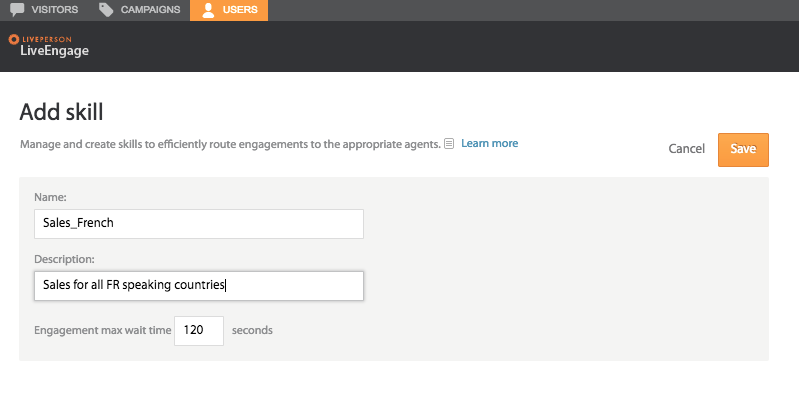 VISITORS CAMPAIGNS USERS
LIVEPERSON
LiveEngage
Add skill
Manage and create skills to efficiently route engagements to the appropriate agents. Learn more
Cancel Save
Name:
Sales_French
Description:
Sales for all FR speaking countries
Engagement max wait time 120 seconds